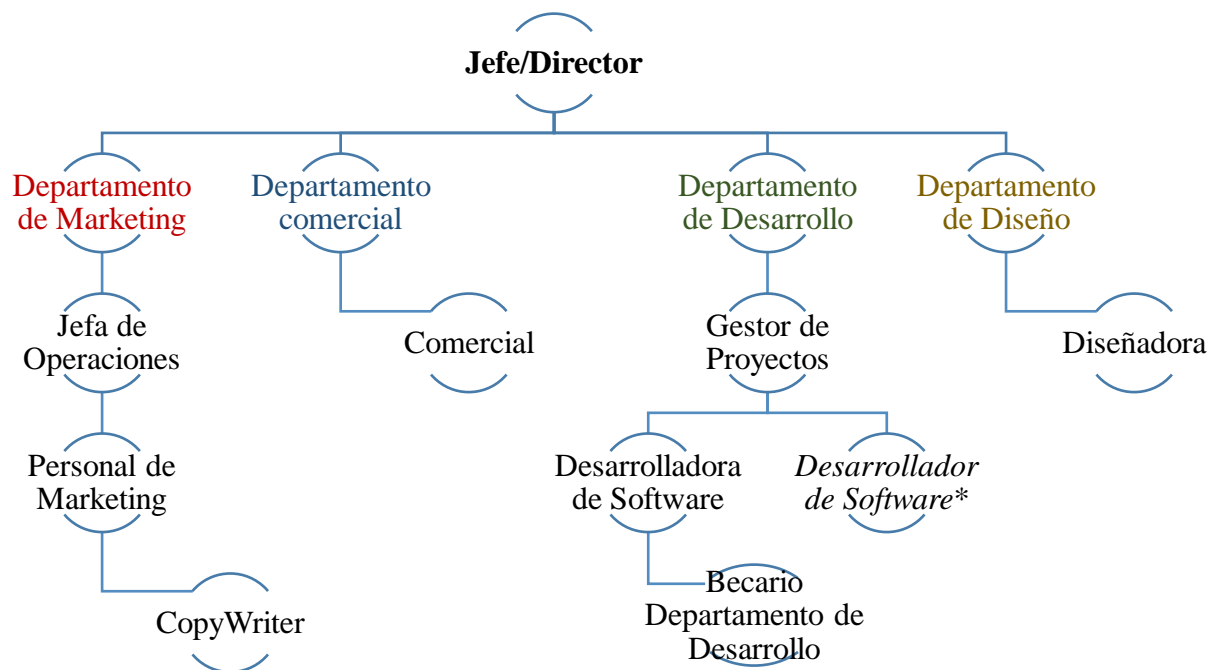 Jefe/Director
Departamento
de Marketing
Departamento
comercial
Departamento
de Desarrollo
Departamento
de Diseño
Jefa de
Operaciones
Comercial
Gestor de
Proyectos
Diseñadora
Personal de
Marketing
Desarrolladora
de Software
Desarrollador
de Software*
CopyWriter
Becario
Departamento de
Desarrollo